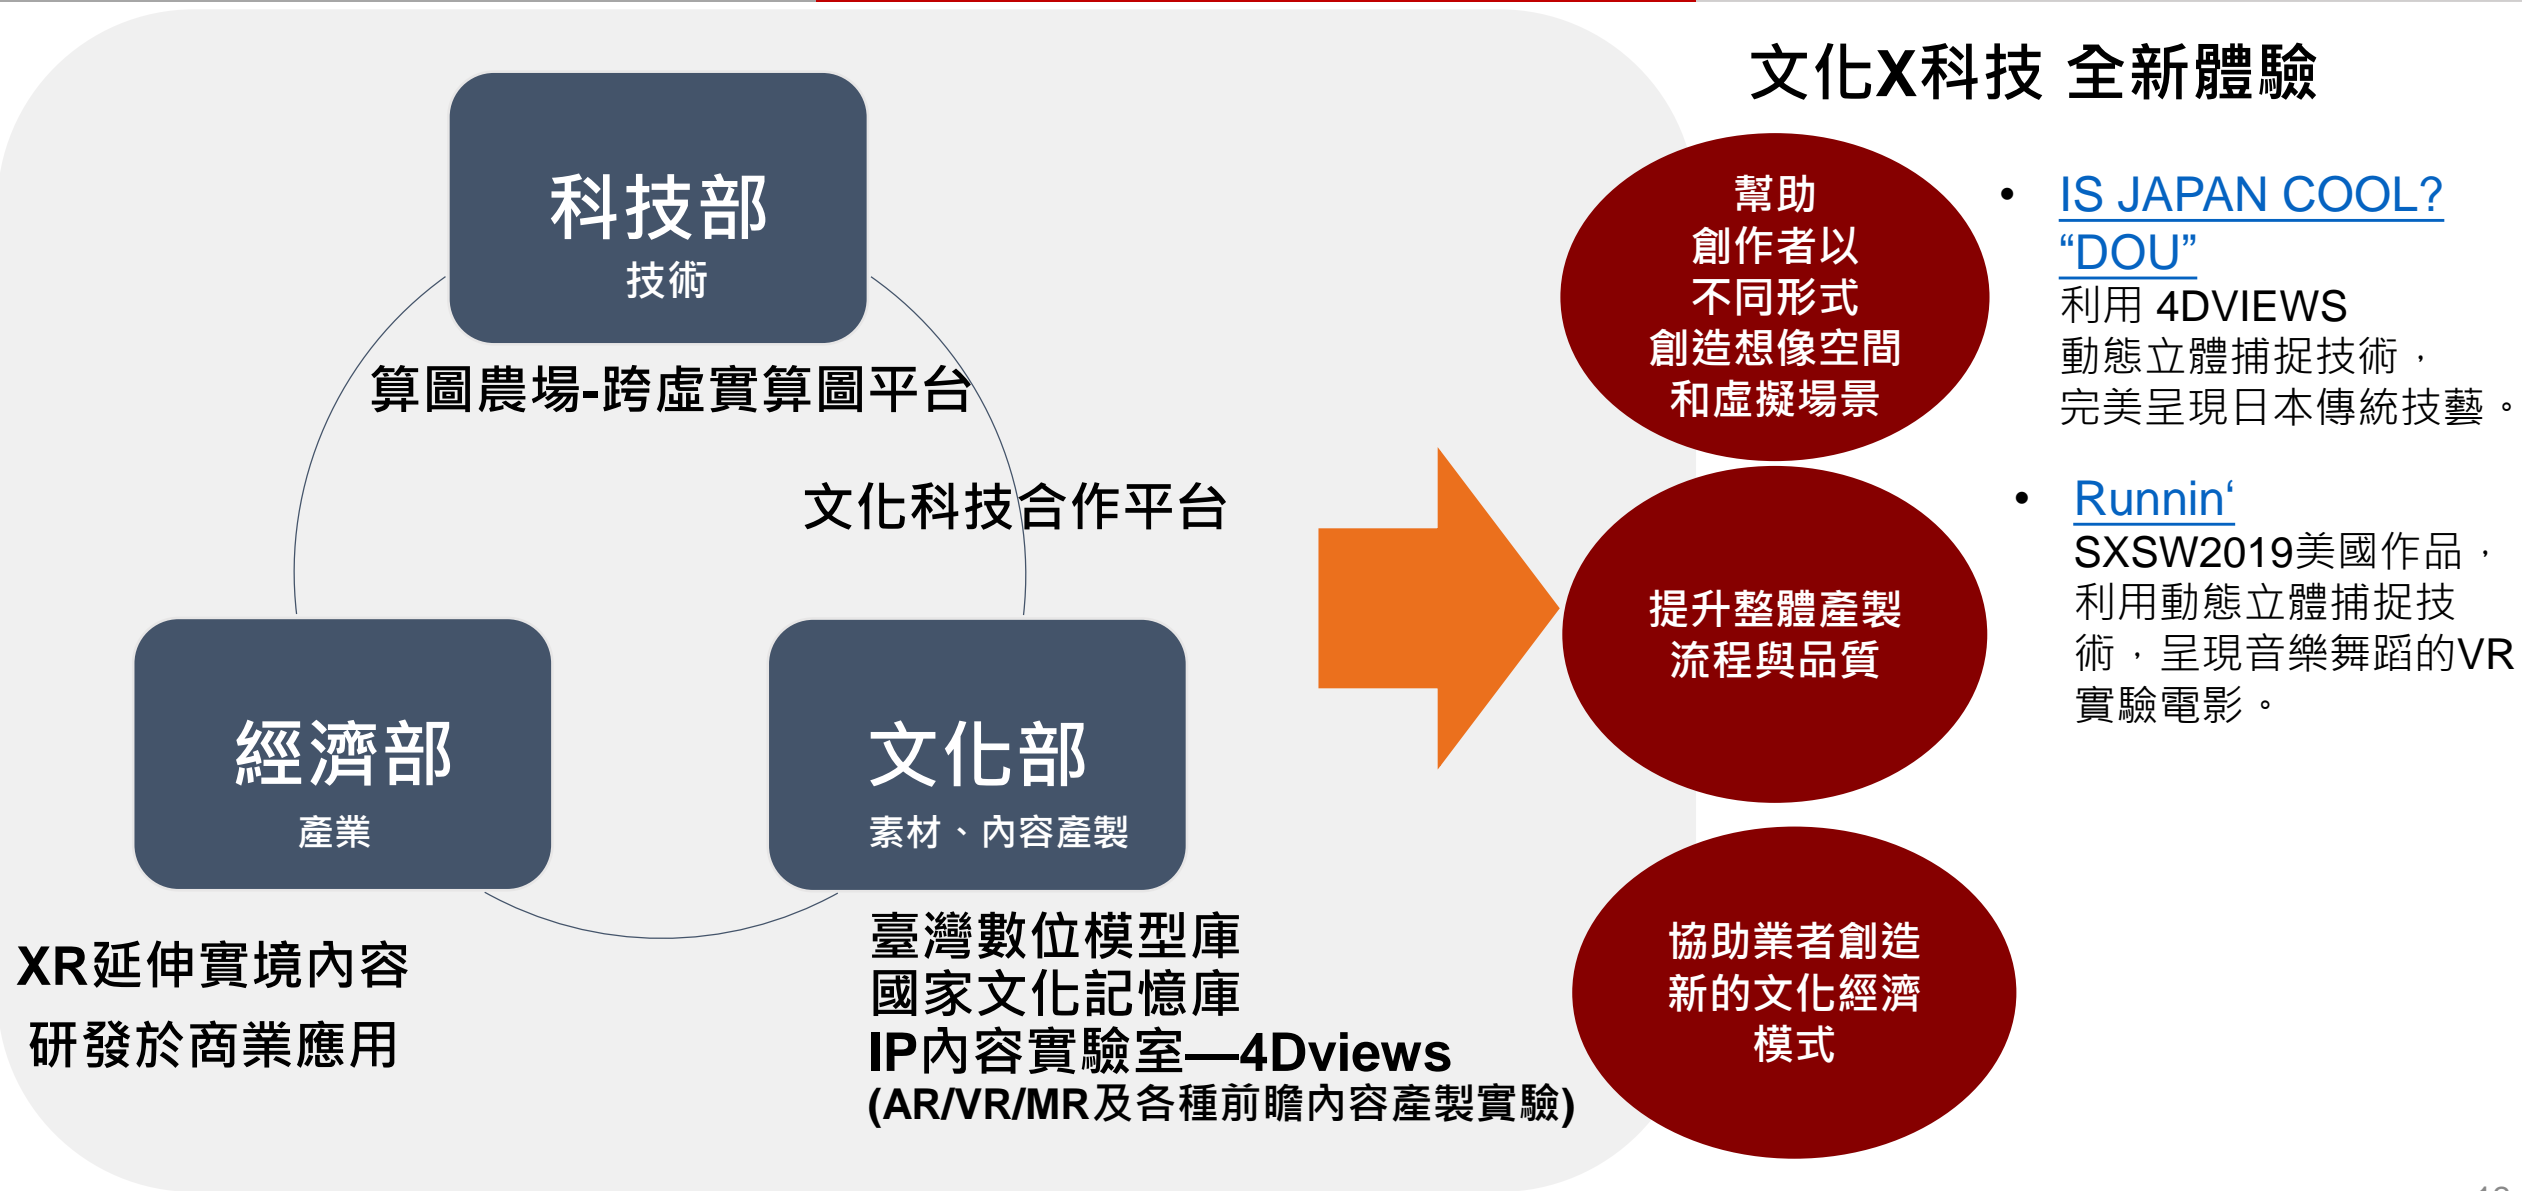 科技部
技術
算圖農場-跨虛實算圖平台
文化科技合作平台
經濟部
產業
文化部
素材、內容產製
XR延伸實境內容
研發於商業應用
臺灣數位模型庫
國家文化記憶庫
IP內容實驗室—4Dviews
(AR/VR/MR及各種前瞻內容產製實驗)
文化X科技 全新體驗
幫助
創作者以
不同形式
創造想像空間
和虛擬場景
提升整體產製
流程與品質
協助業者創造
新的文化經濟
模式
• IS JAPAN COOL?
“DOU”
利用 4DVIEWS
動態立體捕捉技術，
完美呈現日本傳統技藝。
• Runnin‘
SXSW2019美國作品，
利用動態立體捕捉技
術，呈現音樂舞蹈的VR
實驗電影。